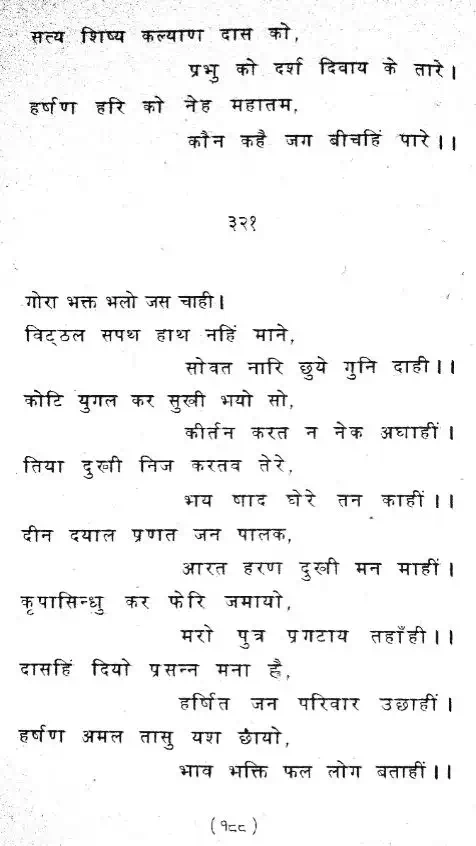 सत्य शिष्य कल्याण दास को,
प्रभु को दर्श दिवाय के तारे।
हर्षण हरि को नेह महातम,
कौन कहै जग बीचहिं पारे।।
३२१
गोरा भक्त भलो जस चाही।
विट्ठल सपथ हाथ नहिं माने,
सोवत नारि छुये गुनि दाही।।
कोटि युगल कर सुखी भयो सो,
कीर्तन करत न नेक अघाहीं।
तिया दुखी निज करतव तेरे,
भय षाद घेरे तन काहीं।।
दीन दयाल प्रणत जन पालक,
आरत हरण दुखी मन माहीं।
कृपासिन्धु कर फेरि जमायो,
मरो पुत्र प्रगटाय तहाँही।।
दासहिं दियो प्रसन्न मना ह्वै,
हर्षित जन परिवार उछाहीं।
हर्षण अमल तासु यश छायो,
भाव भक्ति फल लोग बताहीं।।
(१८८)